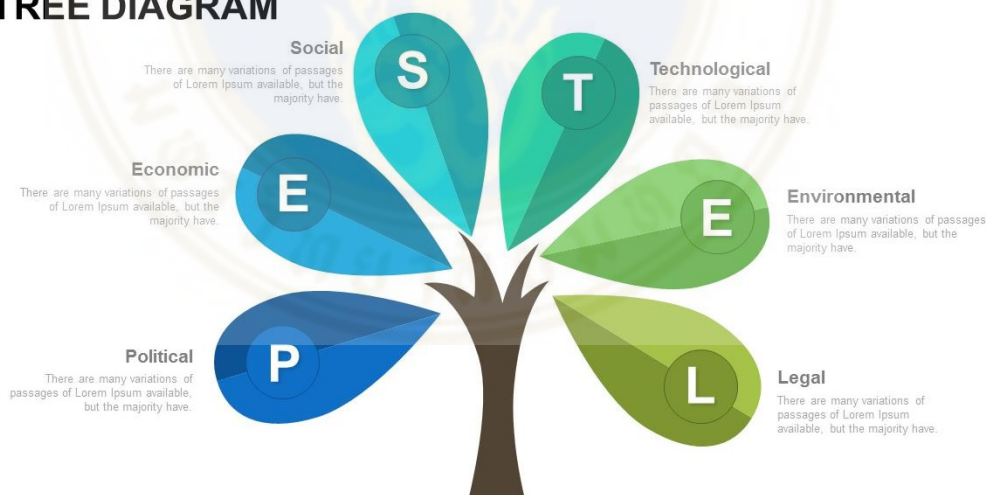 TREE DIAGRAM
Social
There are many variations of passages
of Lorem Ipsum available, but the
majority have.
S
T
Technological
There are many variations of
passages of Lorem Ipsum
available, but the majority have.
Economic
There are many variations of passages
of Lorem Ipsum available, but the
majority have.
E
E
Environmental
There are many variations of passages
of Lorem Ipsum available, but the
majority have.
Political
There are many variations of
passages of Lorem Ipsum available,
but the majority have.
P
L
Legal
There are many variations of
passages of Lorem Ipsum
available, but the majority have.